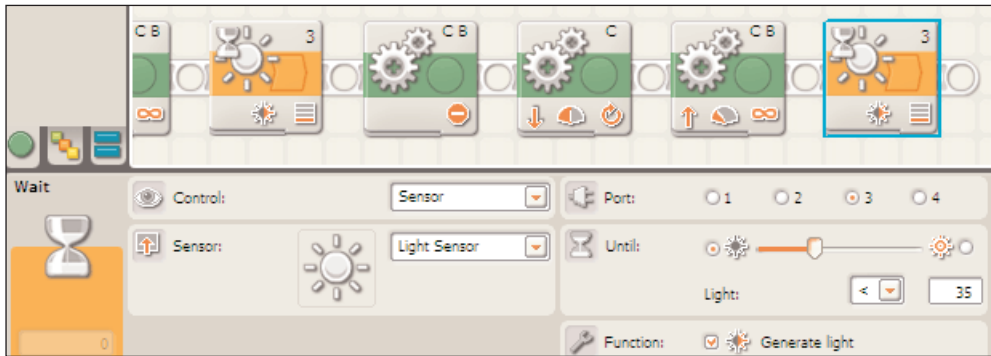 C B
3
C B
C
C B
3
Wait
Control:
Sensor
Port:
1
2
3
4
Sensor:
Light Sensor
Until:
Light:
<
35
0
Function:
Generate light